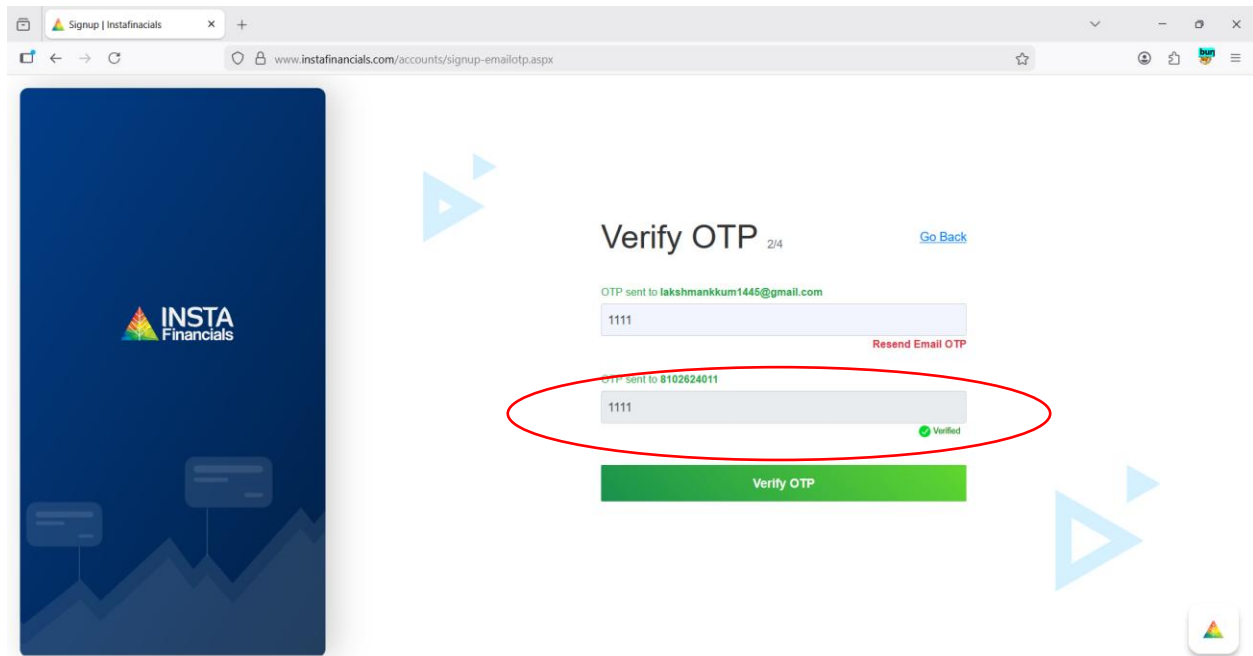 Signup | Instafinacials
www.instafinancials.com/accounts/signup-emailotp.aspx
INSTA
Financials
Verify OTP 2/4
Go Back
OTP sent to lakshmankkum1445@gmail.com
1111
Resend Email OTP
OTP sent to 8102624011
1111
Verified
Verify OTP